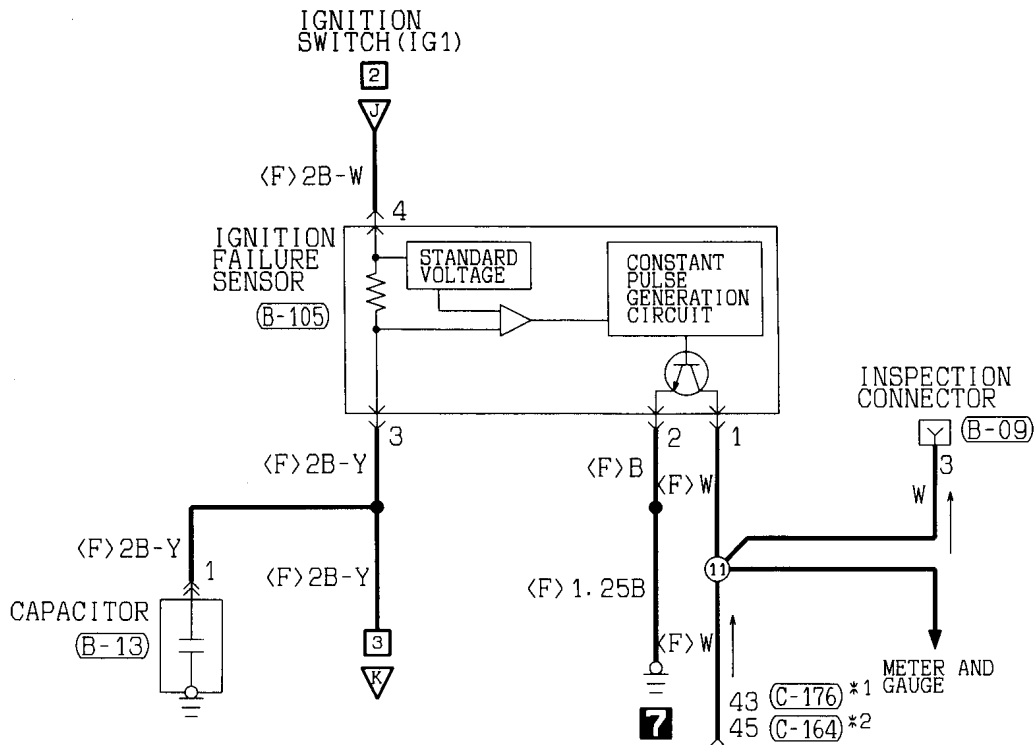 IGNITION
SWITCH(IG1)
2
J
<F>2B-W
4
IGNITION
FAILURE
SENSOR
B-105
STANDARD
VOLTAGE
CONSTANT
PULSE
GENERATION
CIRCUIT
INSPECTION
CONNECTOR
B-09
3
2
1
3
<F>2B-Y
<F>B
<F>W
W
<F>2B-Y
1
<F>2B-Y
<F>1.25B
11
CAPACITOR
B-13
3
K
<F>W
METER AND
GAUGE
7
43 C-176 *1
45 C-164 *2